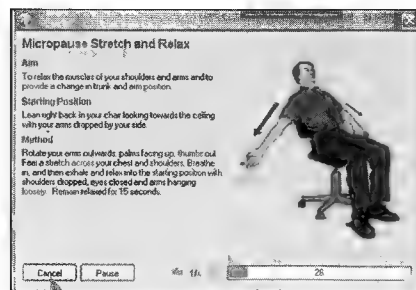 Micropause Stretch and Relax
Aim
To relax the muscles of your shoulders and arms and to
provide a change in trunk and arm position.
Starting Position
Lean right back in your chair looking towards the ceiling
with your arms dropped by your side.
Method
Rotate your arms outwards, palms facing up, thumbs out.
Feel a stretch across your chest and shoulders. Breathe
in, and then exhale and relax into the starting position with
shoulders dropped, eyes closed and arms hanging
loosely. Remain relaxed for 15 seconds.
Cancel
Pause
26